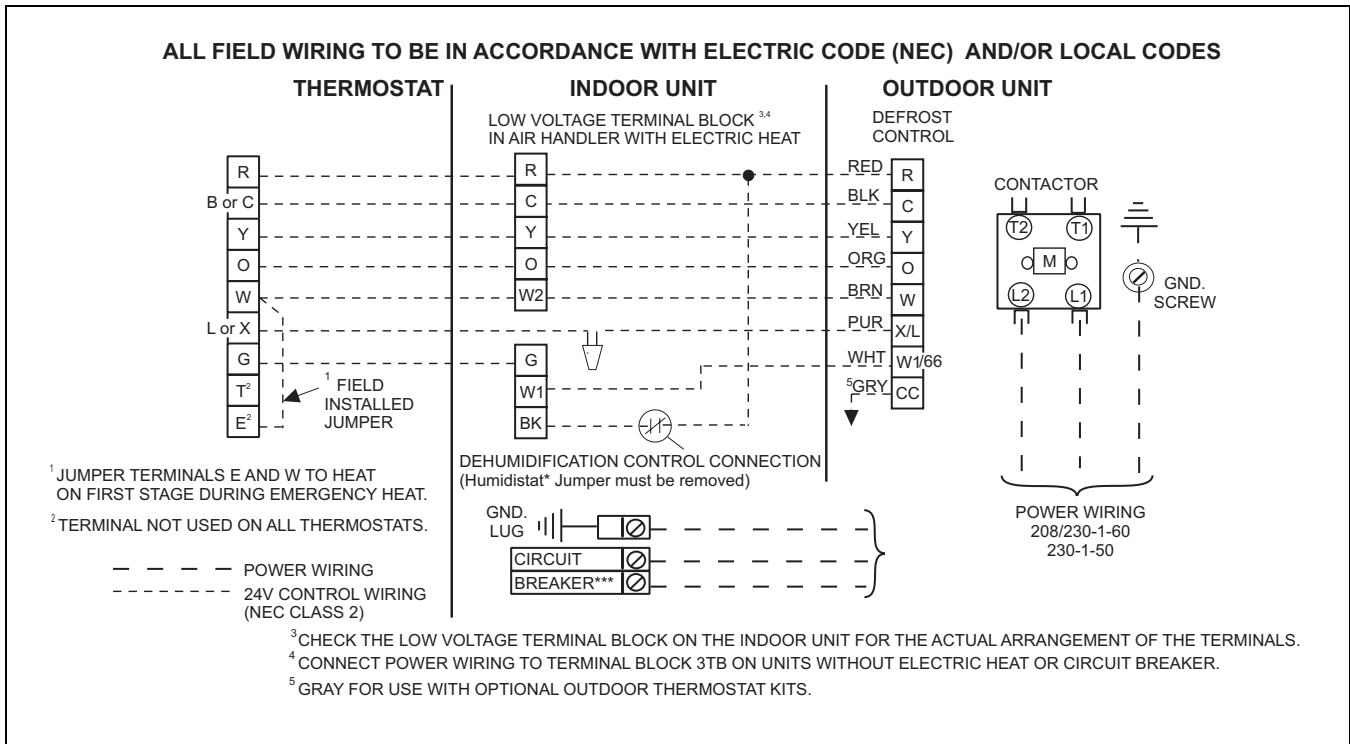 ALL FIELD WIRING TO BE IN ACCORDANCE WITH ELECTRIC CODE (NEC) AND/OR LOCAL CODES
THERMOSTAT
INDOOR UNIT
OUTDOOR UNIT
LOW VOLTAGE TERMINAL BLOCK 3,4
IN AIR HANDLER WITH ELECTRIC HEAT
DEFROST
CONTROL
R
B or C
Y
O
W
L or X
G
T2
E2
1 FIELD
INSTALLED
JUMPER
R
C
Y
O
W2
G
W1
BK
RED
BLK
YEL
ORG
BRN
PUR
WHT
5GRY
R
C
Y
O
W
X/L
W1/66
CC
CONTACTOR
T2
T1
M
L2
L1
GND.
SCREW
POWER WIRING
208/230-1-60
230-1-50
DEHUMIDIFICATION CONTROL CONNECTION
(Humidistat* Jumper must be removed)
GND.
LUG
CIRCUIT
BREAKER***
1 JUMPER TERMINALS E AND W TO HEAT
ON FIRST STAGE DURING EMERGENCY HEAT.
2 TERMINAL NOT USED ON ALL THERMOSTATS.
POWER WIRING
24V CONTROL WIRING
(NEC CLASS 2)
3 CHECK THE LOW VOLTAGE TERMINAL BLOCK ON THE INDOOR UNIT FOR THE ACTUAL ARRANGEMENT OF THE TERMINALS.
4 CONNECT POWER WIRING TO TERMINAL BLOCK 3TB ON UNITS WITHOUT ELECTRIC HEAT OR CIRCUIT BREAKER.
5 GRAY FOR USE WITH OPTIONAL OUTDOOR THERMOSTAT KITS.